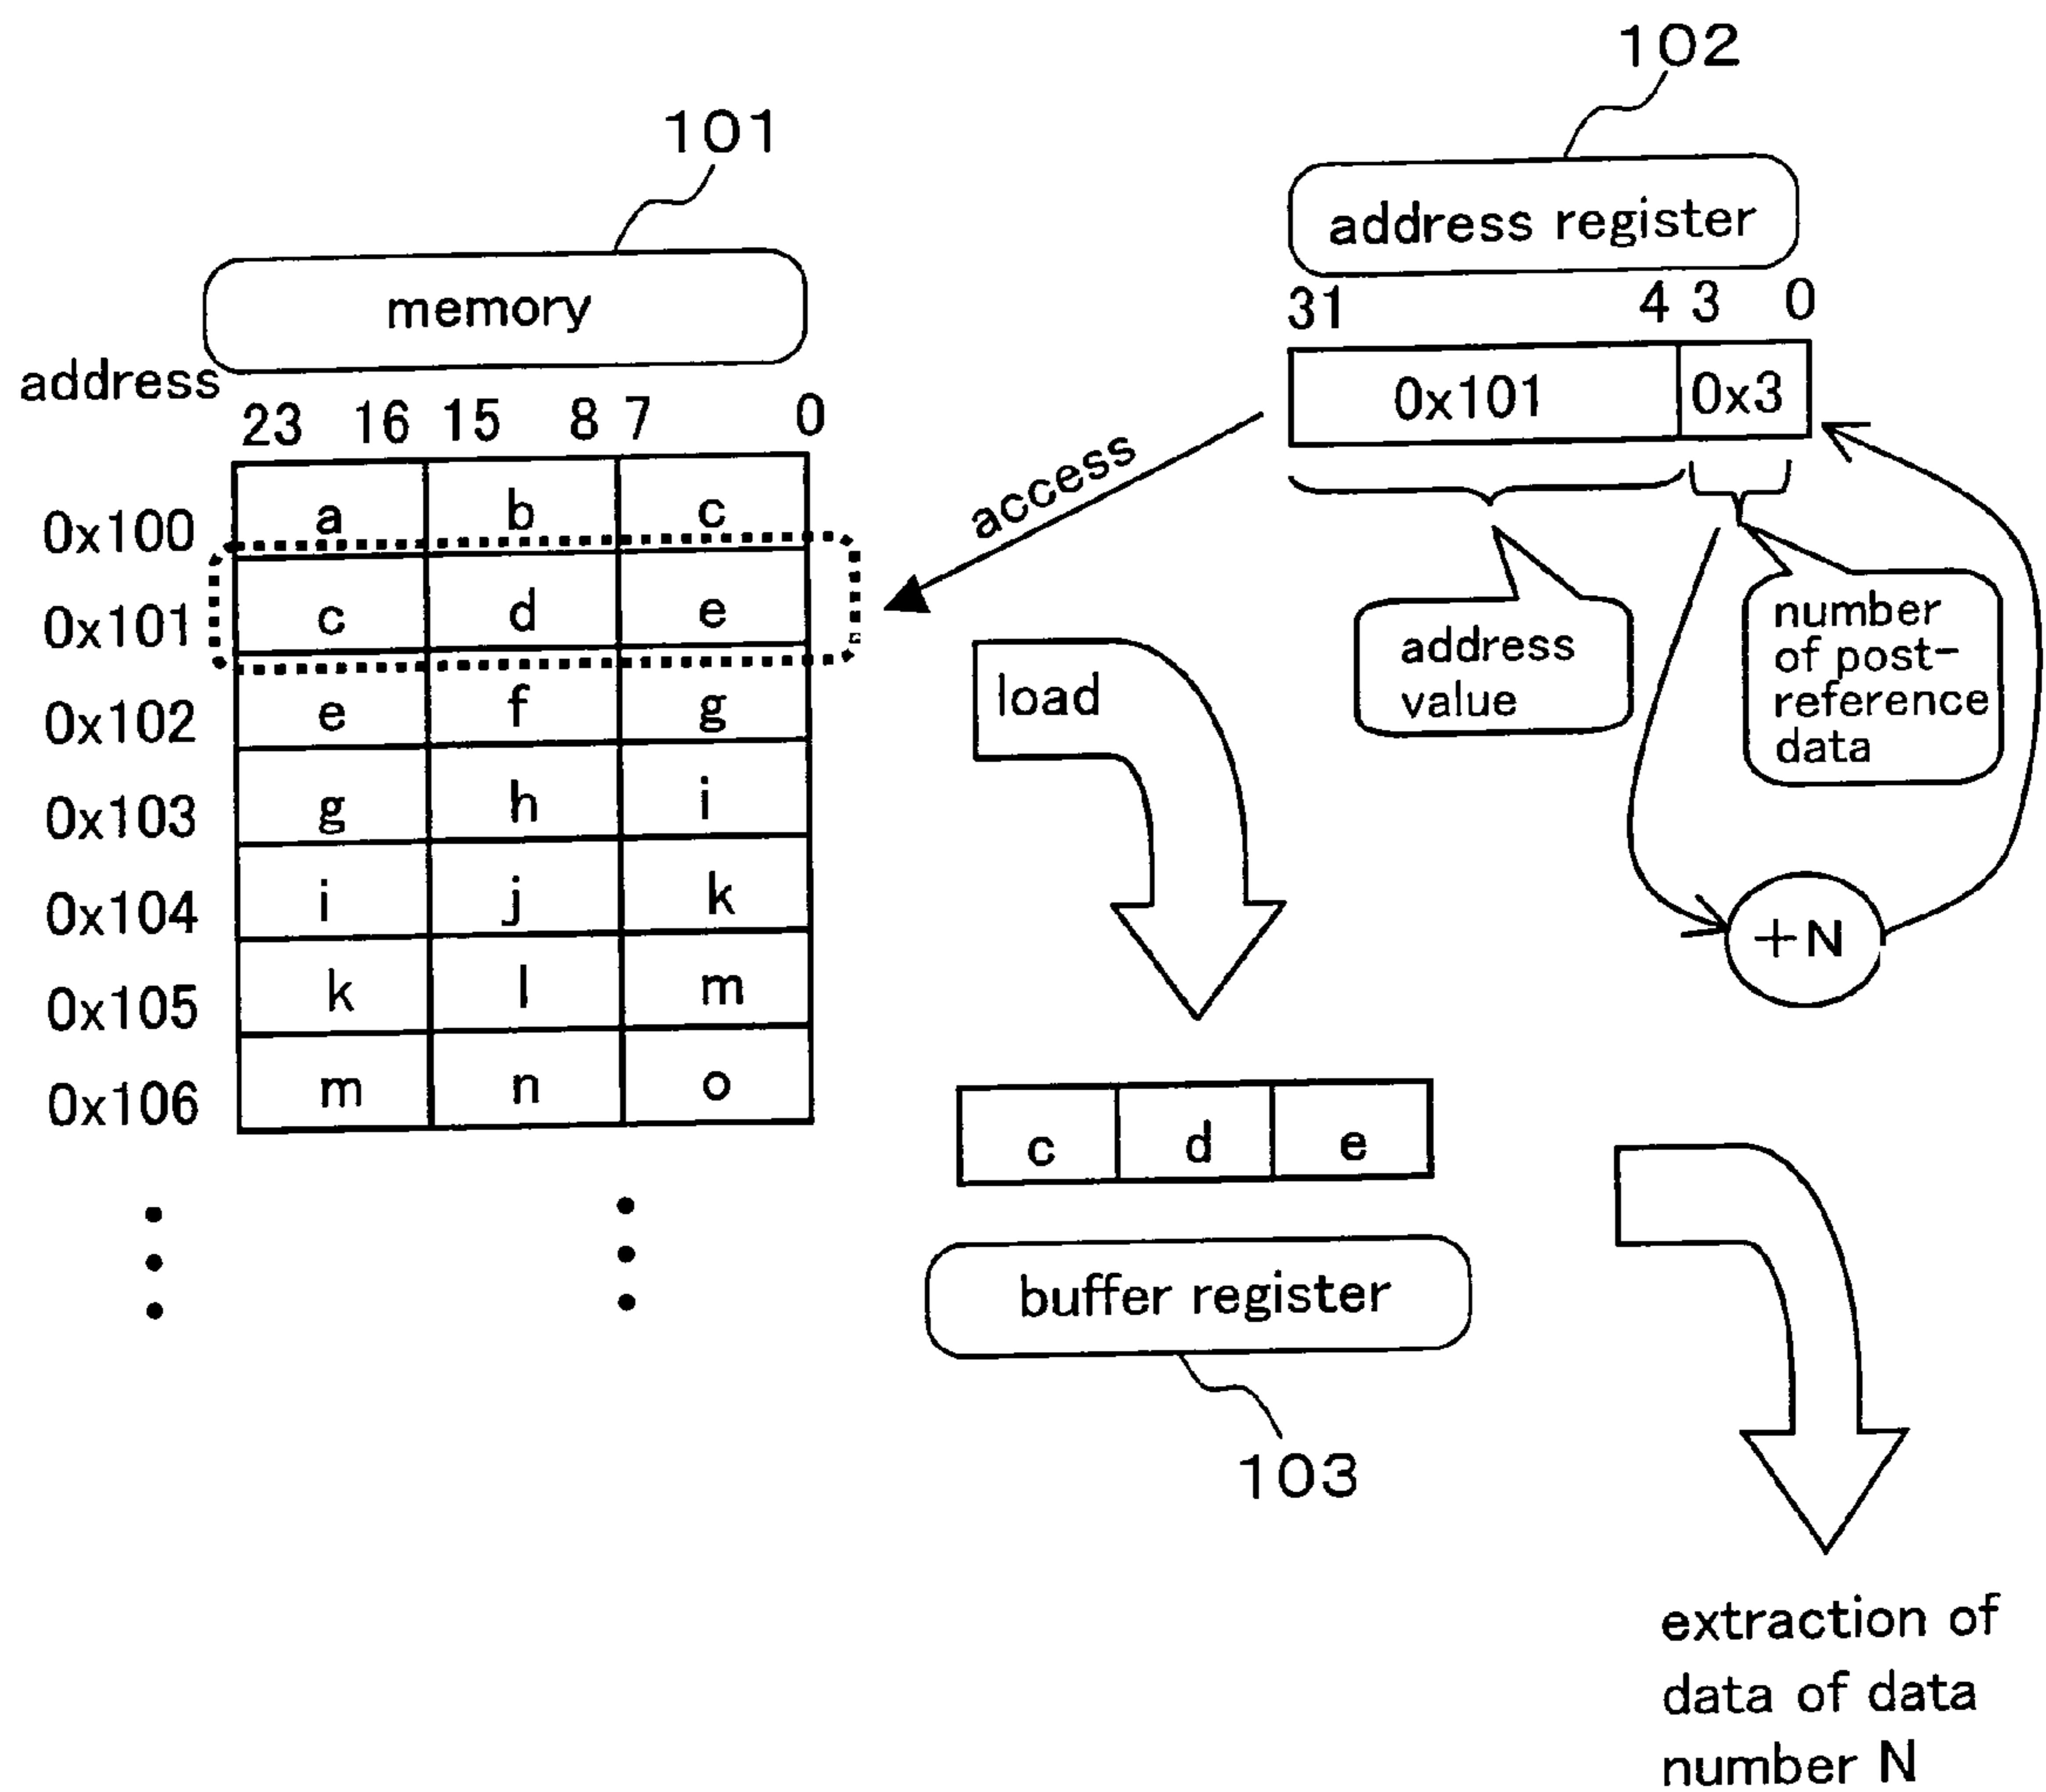 102
101
address register
memory
31 4 3 0
address
0x101 0x3
23 16 15 8 7 0
access
0x100 a b c
0x101 c d e
0x102 e f g
0x103 g h i
0x104 i j k
0x105 k l m
0x106 m n o
load
address
value
number
of post-
reference
data
+N
c d e
buffer register
103
extraction of
data of data
number N